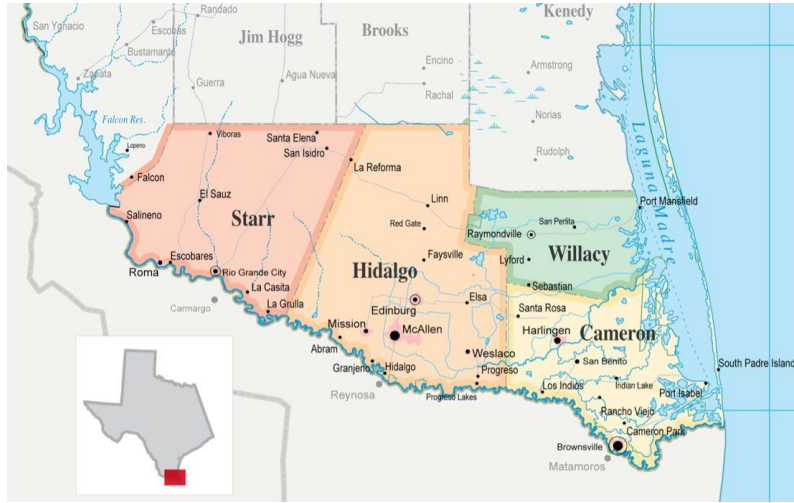 San Ygnacio
Randado
Escobas
Bustamante
Zapata
Jim Hogg
Brooks
Kenedy
Encino
Armstrong
Guerra
Agua Nueva
Rachal
Norias
Rudolph
Falcon Res.
Lopeno
Viboras
Santa Elena
San Isidro
La Reforma
Falcon
El Sauz
Salineno
Starr
Linn
Red Gate
Port Mansfield
San Perlita
Raymondville
Laguna Madre
Roma
Escobares
Rio Grande City
Faysville
Lyford
Willacy
Hidalgo
La Casita
Sebastian
Carmargo
La Grulla
Edinburg
Elsa
Santa Rosa
Mission
McAllen
Harlingen
Cameron
Abram
Weslaco
San Benito
South Padre Island
Granjeno
Hidalgo
Progreso
Reynosa
Progreso Lakes
Los Indios
Indian Lake
Port Isabel
Rancho Viejo
Cameron Park
Brownsville
Matamoros